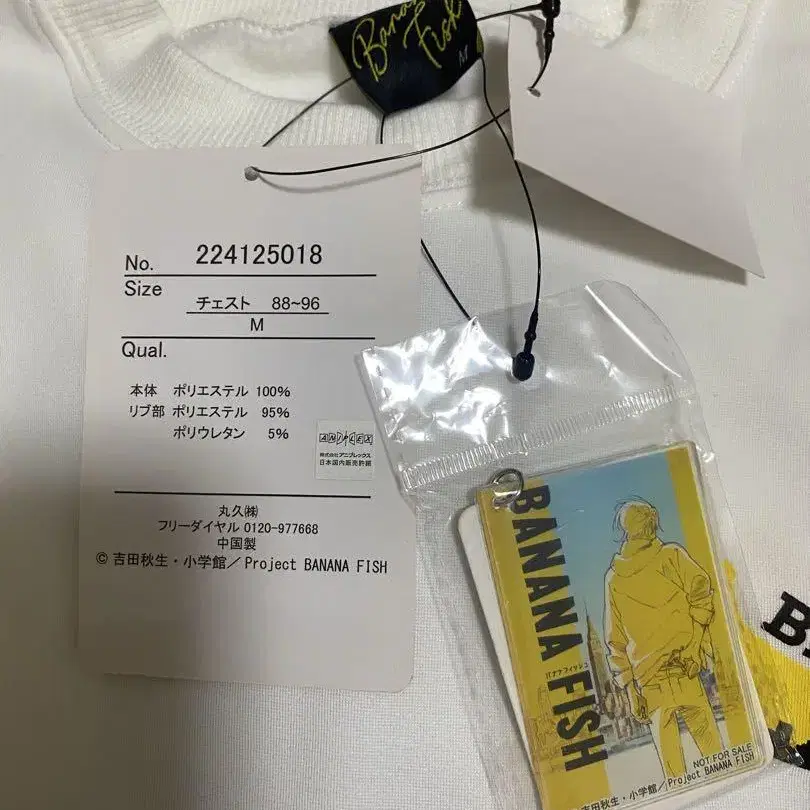 Banana
Fish
M
No. 224125018
Size
チェスト 88~96
M
Qual.
本体 ポリエステル 100%
リブ部 ポリエステル 95%
ポリウレタン 5%
ANIPLEX
株式会社アニプレックス
日本国内販売許諾
丸久㈱
フリーダイヤル 0120-977668
中国製
© 吉田秋生・小学館／Project BANANA FISH
BANANA FISH
バナナフィッシュ
NOT FOR SALE
吉田秋生・小学館／Project BANANA FISH